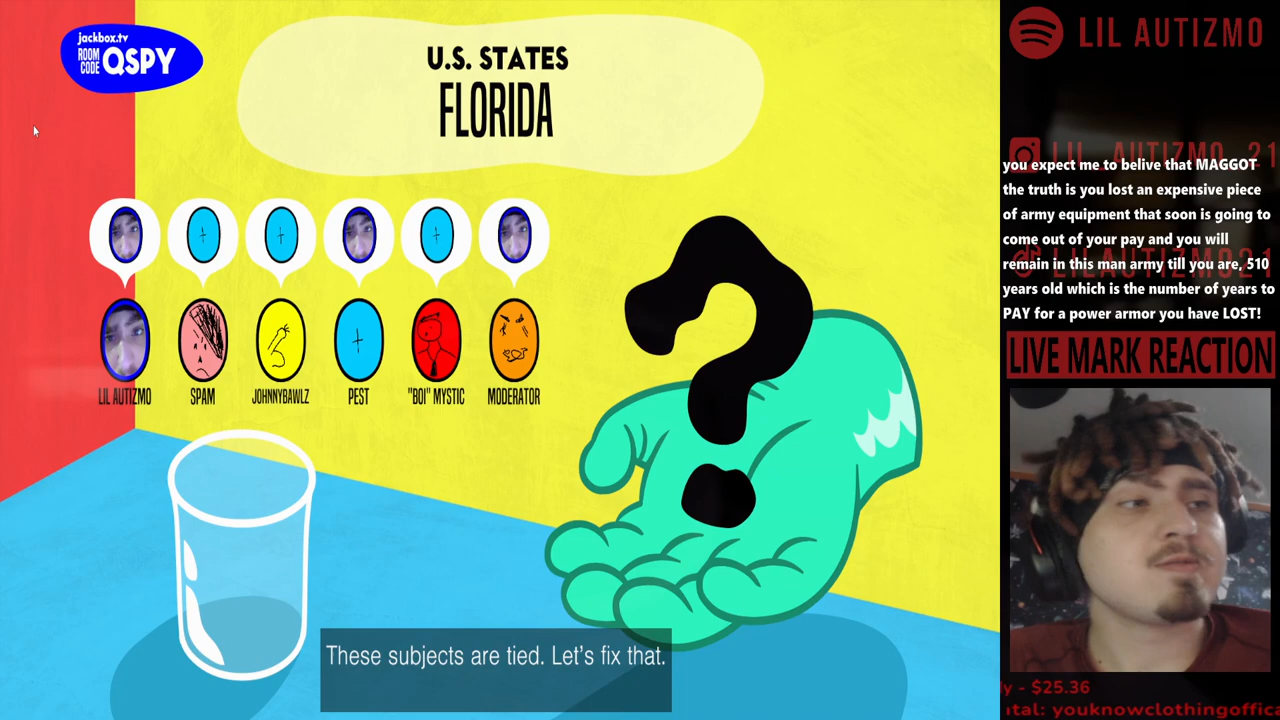 jackbox.tv
ROOM
CODE
QSPY
U.S. STATES
FLORIDA
LIL AUTIZMO
SPAM
JOHNNYBAWLZ
PEST
"BOI" MYSTIC
MODERATOR
These subjects are tied. Let's fix that.
LIL AUTIZMO
LIL_AUTIZMO_21
you expect me to belive that MAGGOT
the truth is you lost an expensive piece
of army equipment that soon is going to
come out of your pay and you will
LILAUTIZMO21
remain in this man army till you are, 510
years old which is the number of years to
PAY for a power armor you have LOST!
LIVE MARK REACTION
- $25.36
youknowclothingoffica